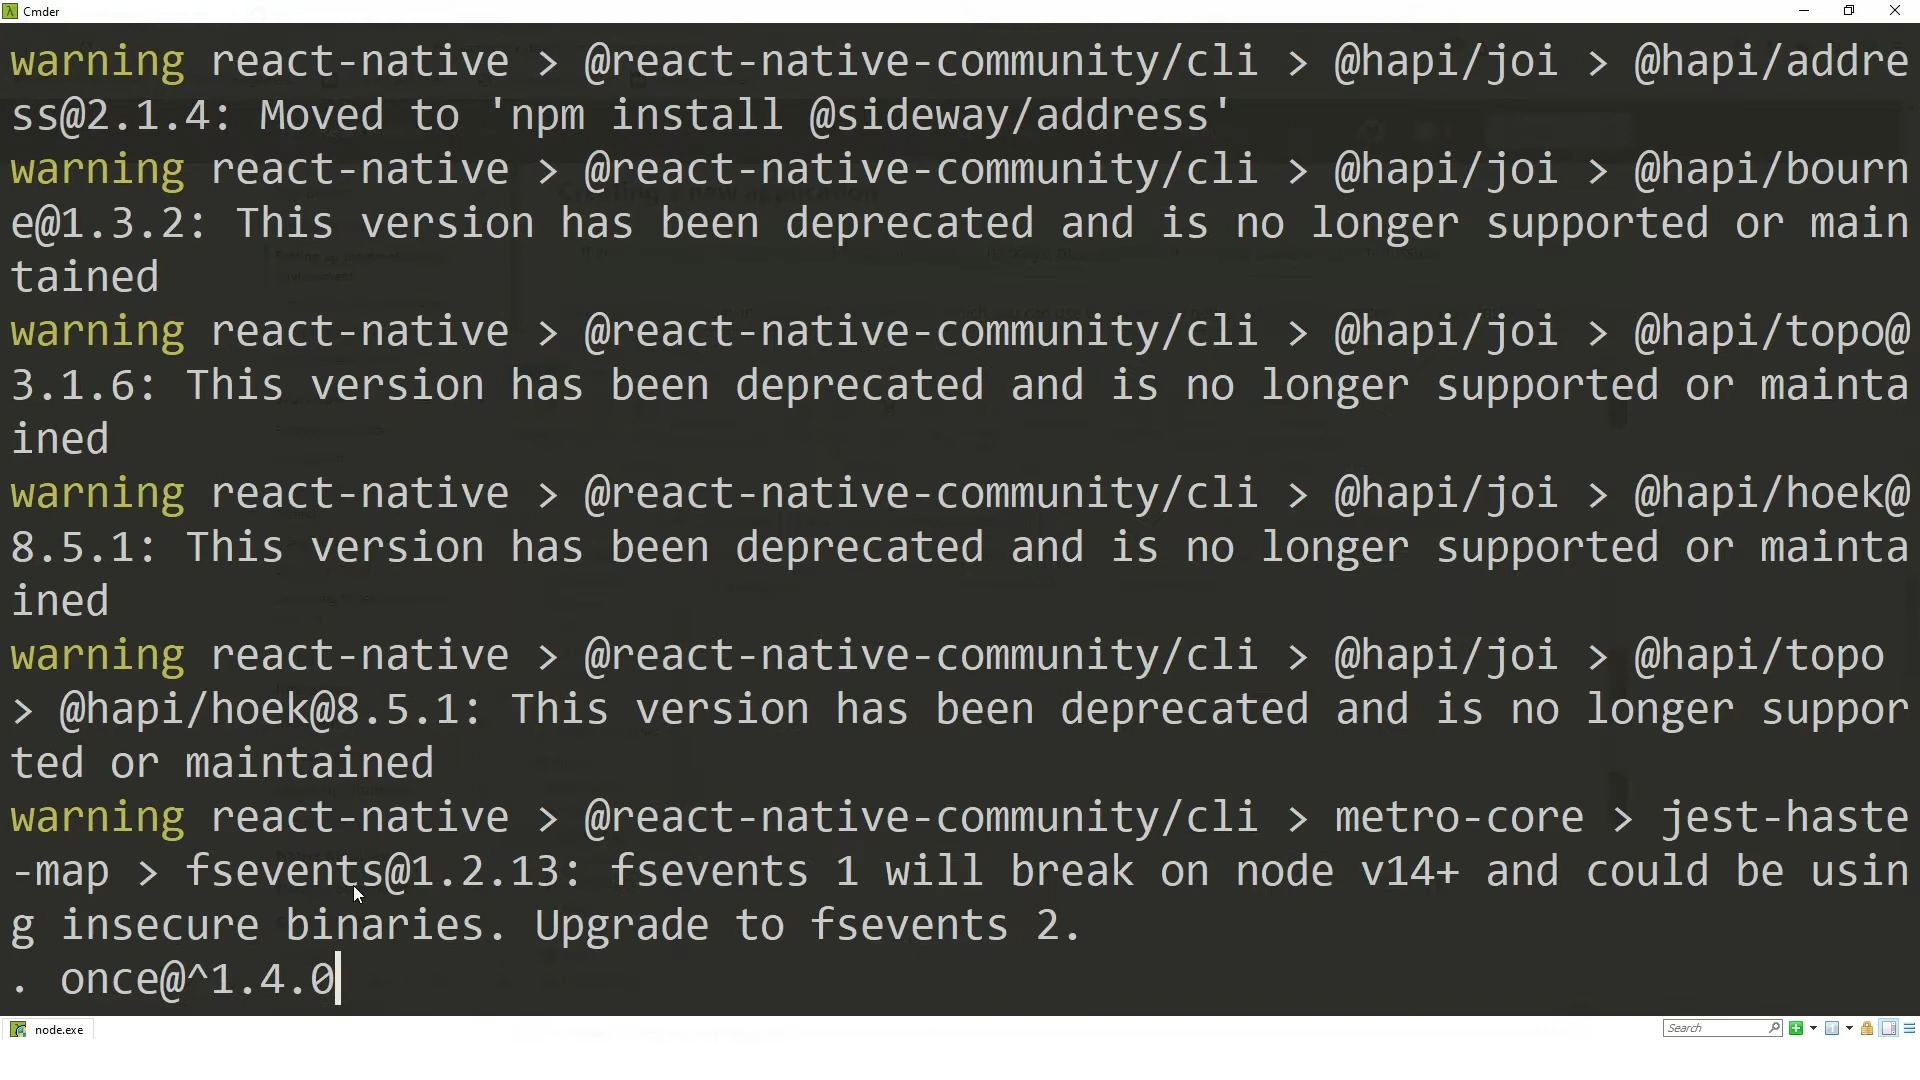 Cmder
warning react-native > @react-native-community/cli > @hapi/joi > @hapi/addre
ss@2.1.4: Moved to 'npm install @sideway/address'
warning react-native > @react-native-community/cli > @hapi/joi > @hapi/bourn
e@1.3.2: This version has been deprecated and is no longer supported or main
tained
warning react-native > @react-native-community/cli > @hapi/joi > @hapi/topo@
3.1.6: This version has been deprecated and is no longer supported or mainta
ined
warning react-native > @react-native-community/cli > @hapi/joi > @hapi/hoek@
8.5.1: This version has been deprecated and is no longer supported or mainta
ined
warning react-native > @react-native-community/cli > @hapi/joi > @hapi/topo
> @hapi/hoek@8.5.1: This version has been deprecated and is no longer suppor
ted or maintained
warning react-native > @react-native-community/cli > metro-core > jest-haste
-map > fsevents@1.2.13: fsevents 1 will break on node v14+ and could be usin
g insecure binaries. Upgrade to fsevents 2.
. once@^1.4.0
node.exe
Search